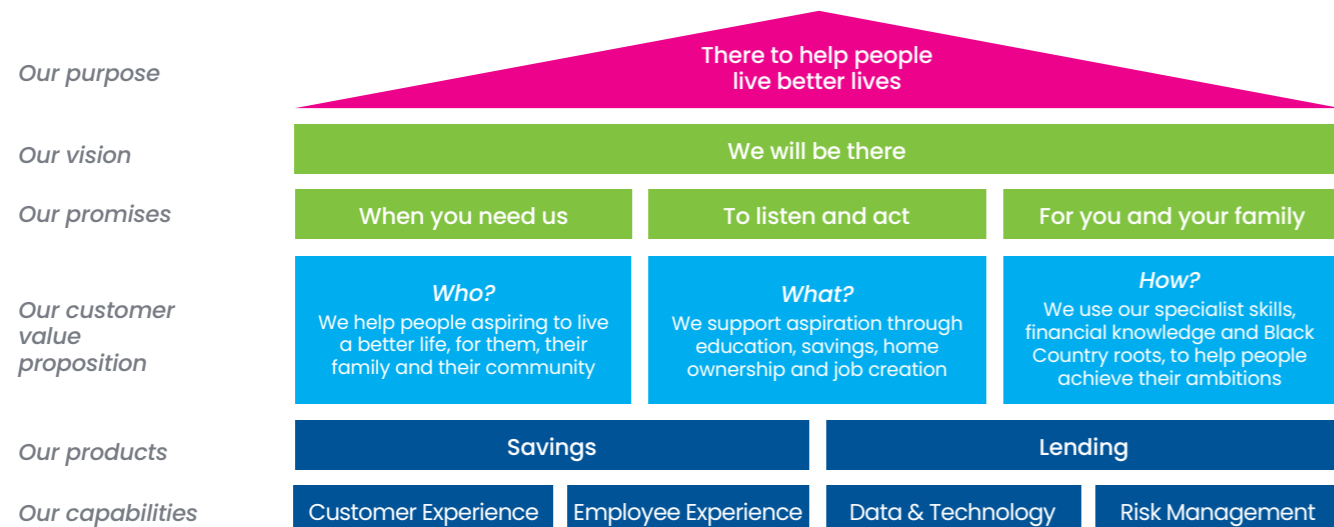 Our purpose
There to help people
live better lives
Our vision
We will be there
Our promises
When you need us
To listen and act
For you and your family
Our customer
value
proposition
Who?
We help people aspiring to live
a better life, for them, their
family and their community
What?
We support aspiration through
education, savings, home
ownership and job creation
How?
We use our specialist skills,
financial knowledge and Black
Country roots, to help people
achieve their ambitions
Our products
Savings
Lending
Our capabilities
Customer Experience
Employee Experience
Data & Technology
Risk Management